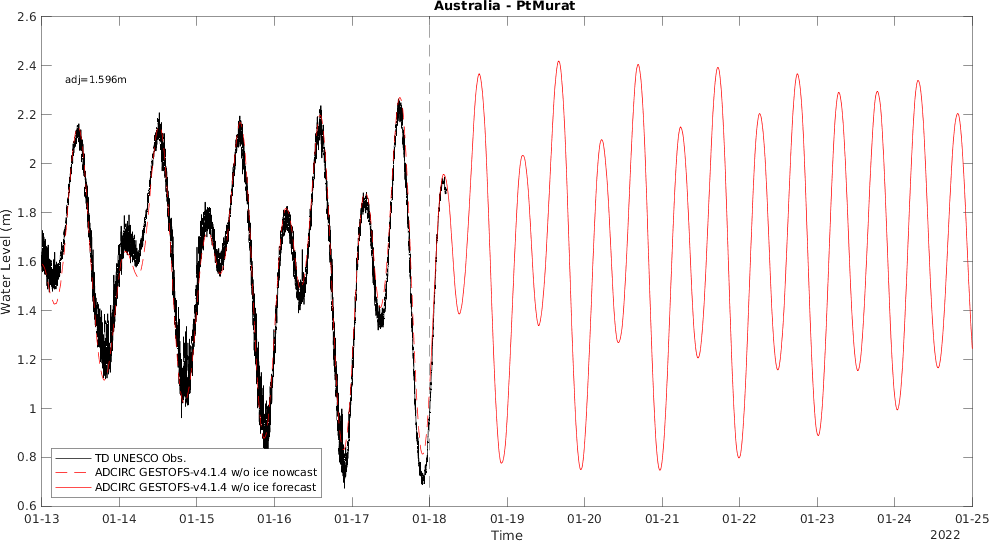 Australia - PtMurat
2.6
2.4
2.2
2
1.8
1.6
1.4
1.2
1
0.8
0.6
Water Level (m)
adj=1.596m
TD UNESCO Obs.
ADCIRC GESTOFS-v4.1.4 w/o ice nowcast
ADCIRC GESTOFS-v4.1.4 w/o ice forecast
01-13 01-14 01-15 01-16 01-17 01-18 01-19 01-20 01-21 01-22 01-23 01-24 01-25
Time
2022